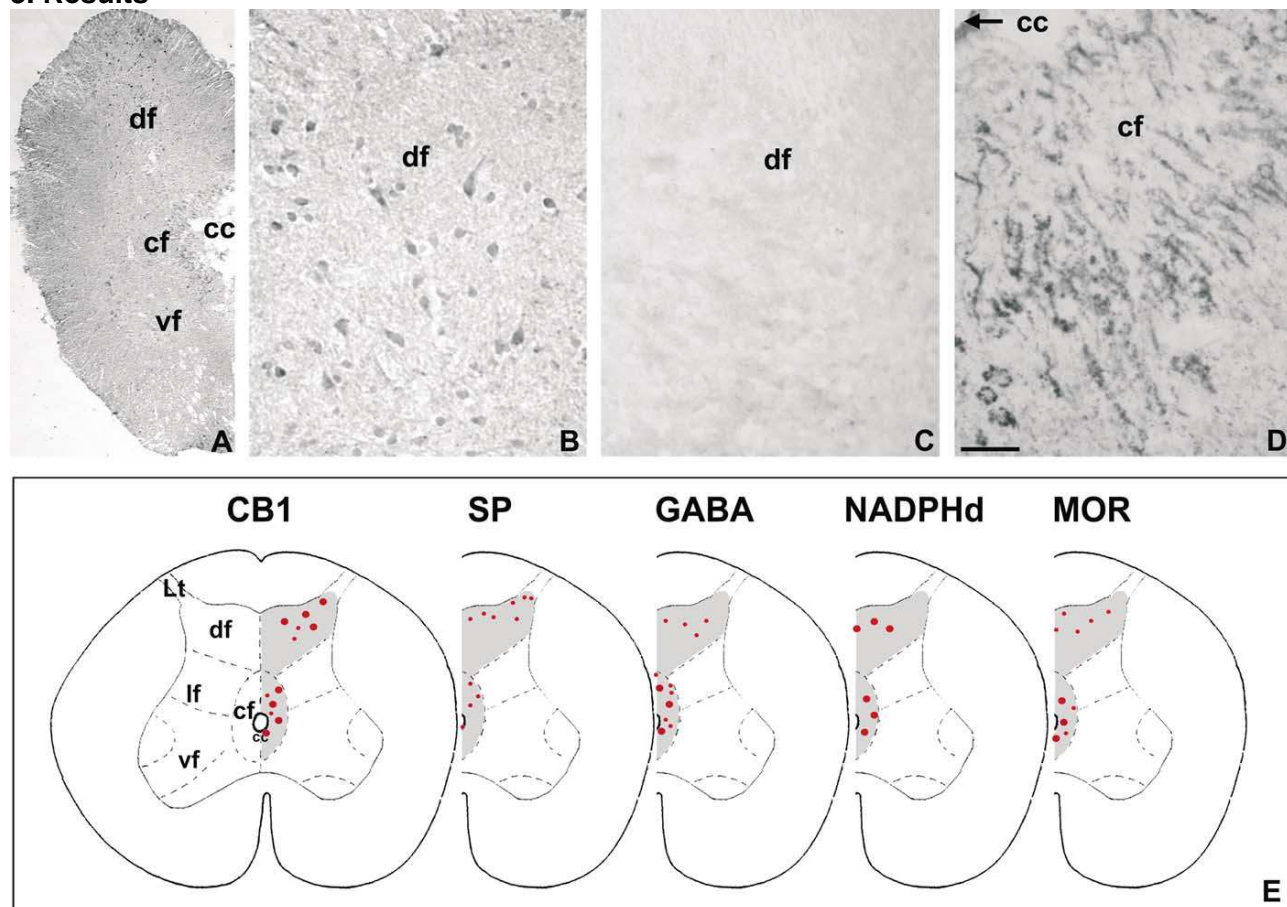 df
cf
cc
vf
A
df
B
df
C
cc
cf
D
CB1 SP GABA NADPHd MOR
Lt
df
lf
cf
cc
vf
E